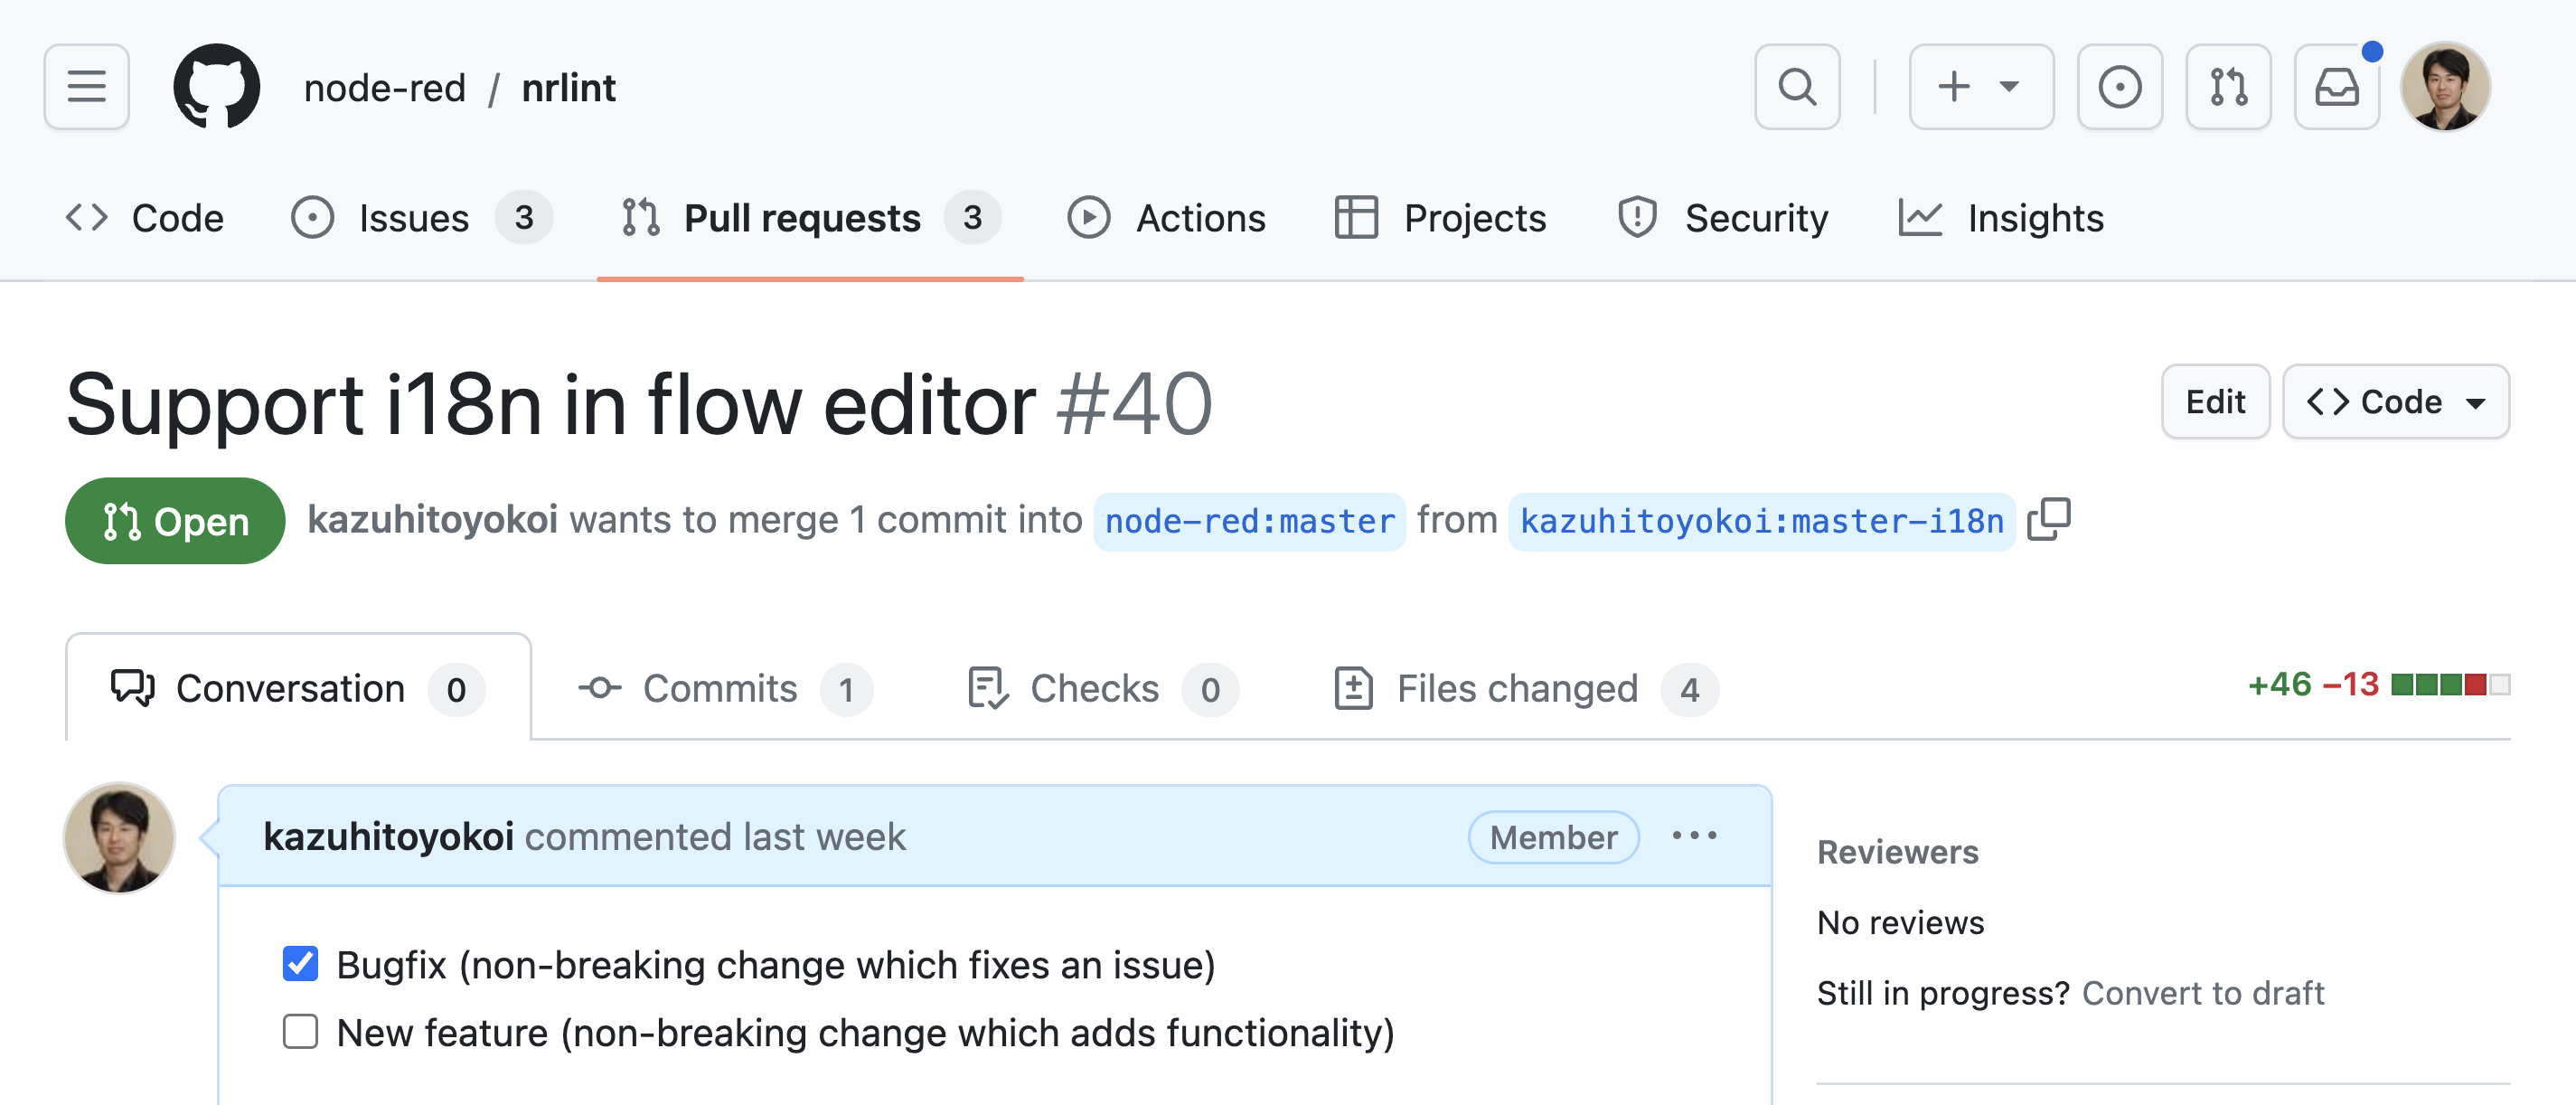 node-red / nrlint
Code Issues 3 Pull requests 3 Actions Projects Security Insights
Support i18n in flow editor #40
Edit Code
Open kazuhitoyokoi wants to merge 1 commit into node-red:master from kazuhitoyokoi:master-i18n
Conversation 0 Commits 1 Checks 0 Files changed 4 +46 −13
kazuhitoyokoi commented last week Member
Reviewers
No reviews
Bugfix (non-breaking change which fixes an issue)
Still in progress? Convert to draft
New feature (non-breaking change which adds functionality)